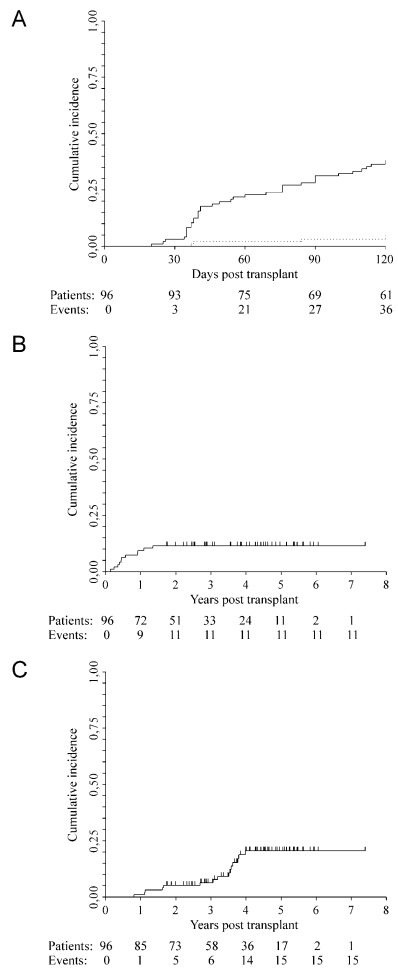 A
Cumulative incidence
1,00
0,75
0,50
0,25
0,00
0 30 60 90 120
Days post transplant
Patients: 96 93 75 69 61
Events: 0 3 21 27 36
B
Cumulative incidence
1,00
0,75
0,50
0,25
0,00
0 1 2 3 4 5 6 7 8
Years post transplant
Patients: 96 72 51 33 24 11 2 1
Events: 0 9 11 11 11 11 11 11
C
Cumulative incidence
1,00
0,75
0,50
0,25
0,00
0 1 2 3 4 5 6 7 8
Years post transplant
Patients: 96 85 73 58 36 17 2 1
Events: 0 1 5 6 14 15 15 15